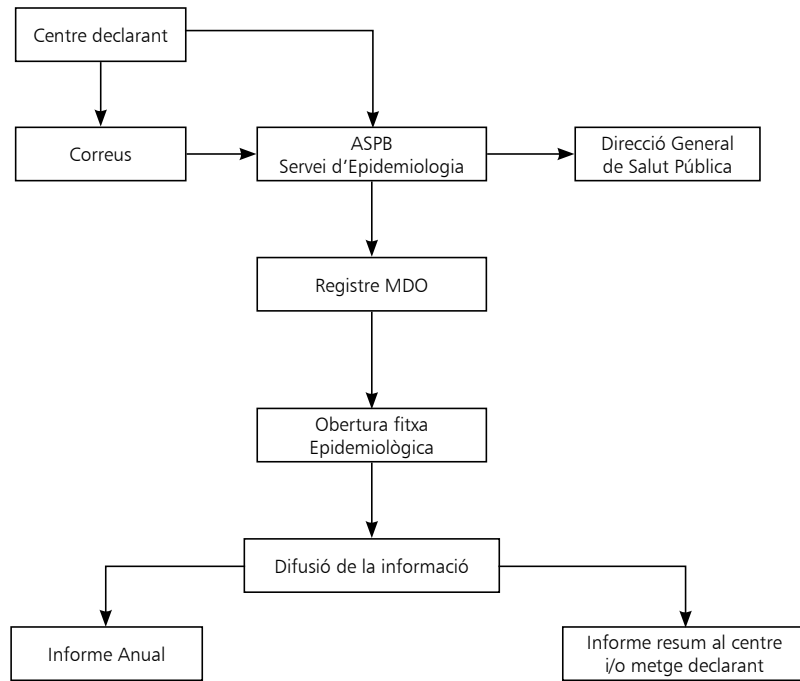 Centre declarant
Correus
ASPB
Servei d'Epidemiologia
Direcció General
de Salut Pública
Registre MDO
Obertura fitxa
Epidemiològica
Difusió de la informació
Informe Anual
Informe resum al centre
i/o metge declarant